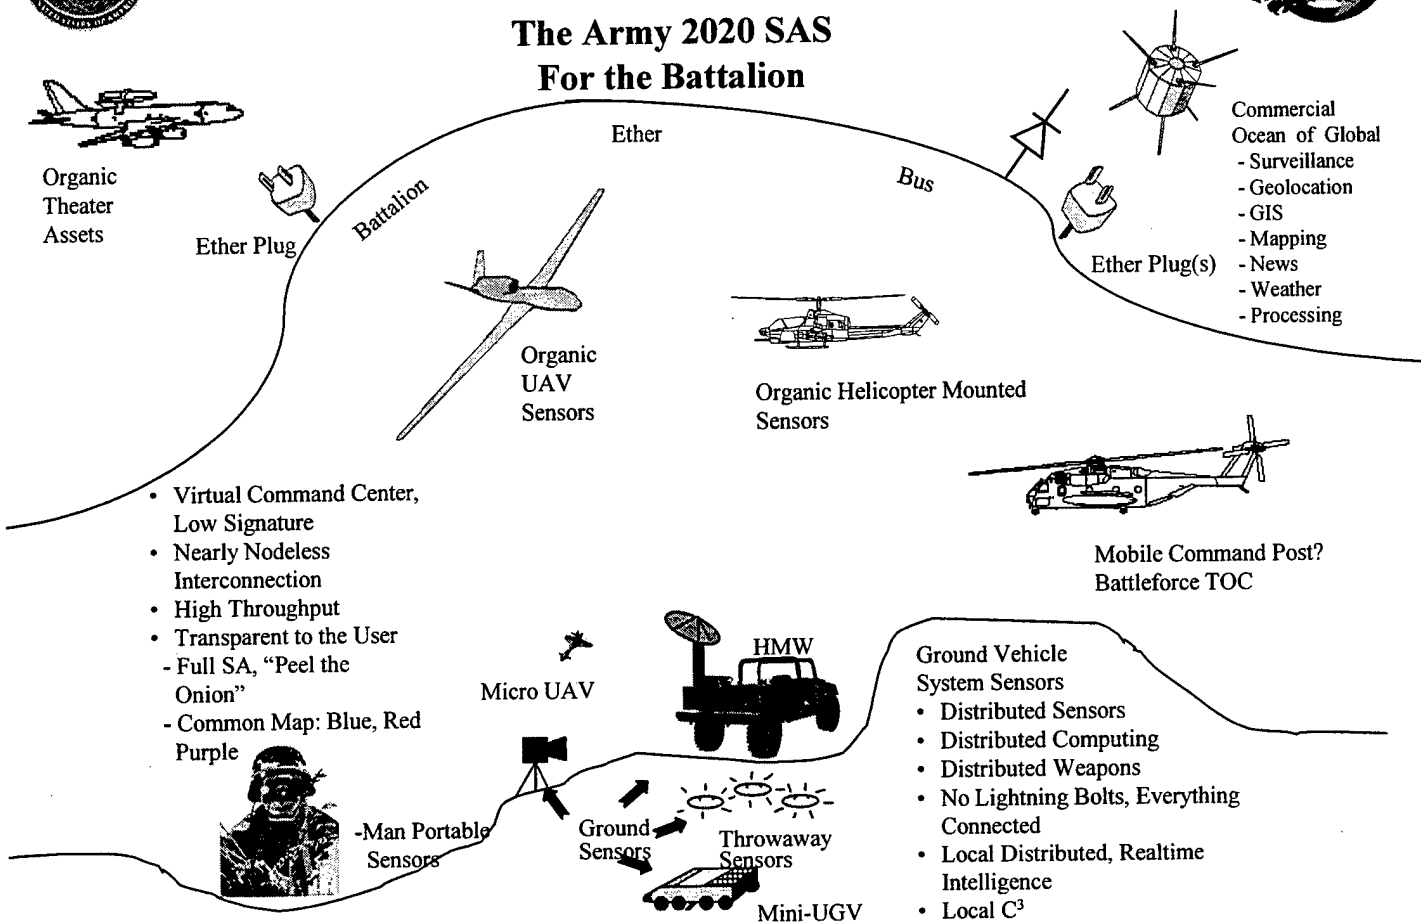 The Army 2020 SAS
For the Battalion
Ether
Battalion
Bus
Organic
Theater
Assets
Ether Plug
Ether Plug(s)
Commercial
Ocean of Global
- Surveillance
- Geolocation
- GIS
- Mapping
- News
- Weather
- Processing
Organic
UAV
Sensors
Organic Helicopter Mounted
Sensors
Mobile Command Post?
Battleforce TOC
• Virtual Command Center,
Low Signature
• Nearly Nodeless
Interconnection
• High Throughput
• Transparent to the User
- Full SA, “Peel the
Onion”
- Common Map: Blue, Red
Purple
-Man Portable
Sensors
Micro UAV
HMW
Ground
Sensors
Throwaway
Sensors
Mini-UGV
Ground Vehicle
System Sensors
• Distributed Sensors
• Distributed Computing
• Distributed Weapons
• No Lightning Bolts, Everything
Connected
• Local Distributed, Realtime
Intelligence
• Local C³